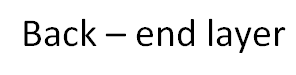 Back – end layer